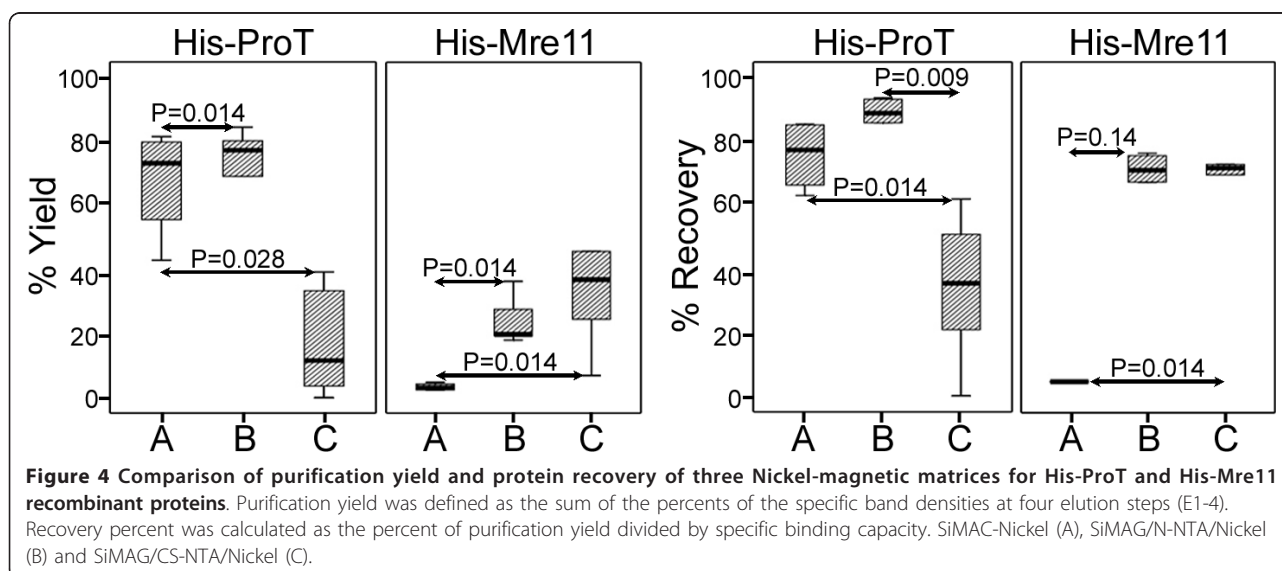 His-ProT
His-Mre11
His-ProT
His-Mre11
% Yield
100
80
60
40
20
0
P=0.014
P=0.028
P=0.014
P=0.014
A B C
A B C
% Recovery
100
80
60
40
20
0
P=0.009
P=0.014
P=0.14
P=0.014
A B C
A B C
Figure 4 Comparison of purification yield and protein recovery of three Nickel-magnetic matrices for His-ProT and His-Mre11
recombinant proteins. Purification yield was defined as the sum of the percents of the specific band densities at four elution steps (E1-4).
Recovery percent was calculated as the percent of purification yield divided by specific binding capacity. SiMAC-Nickel (A), SiMAG/N-NTA/Nickel
(B) and SiMAG/CS-NTA/Nickel (C).